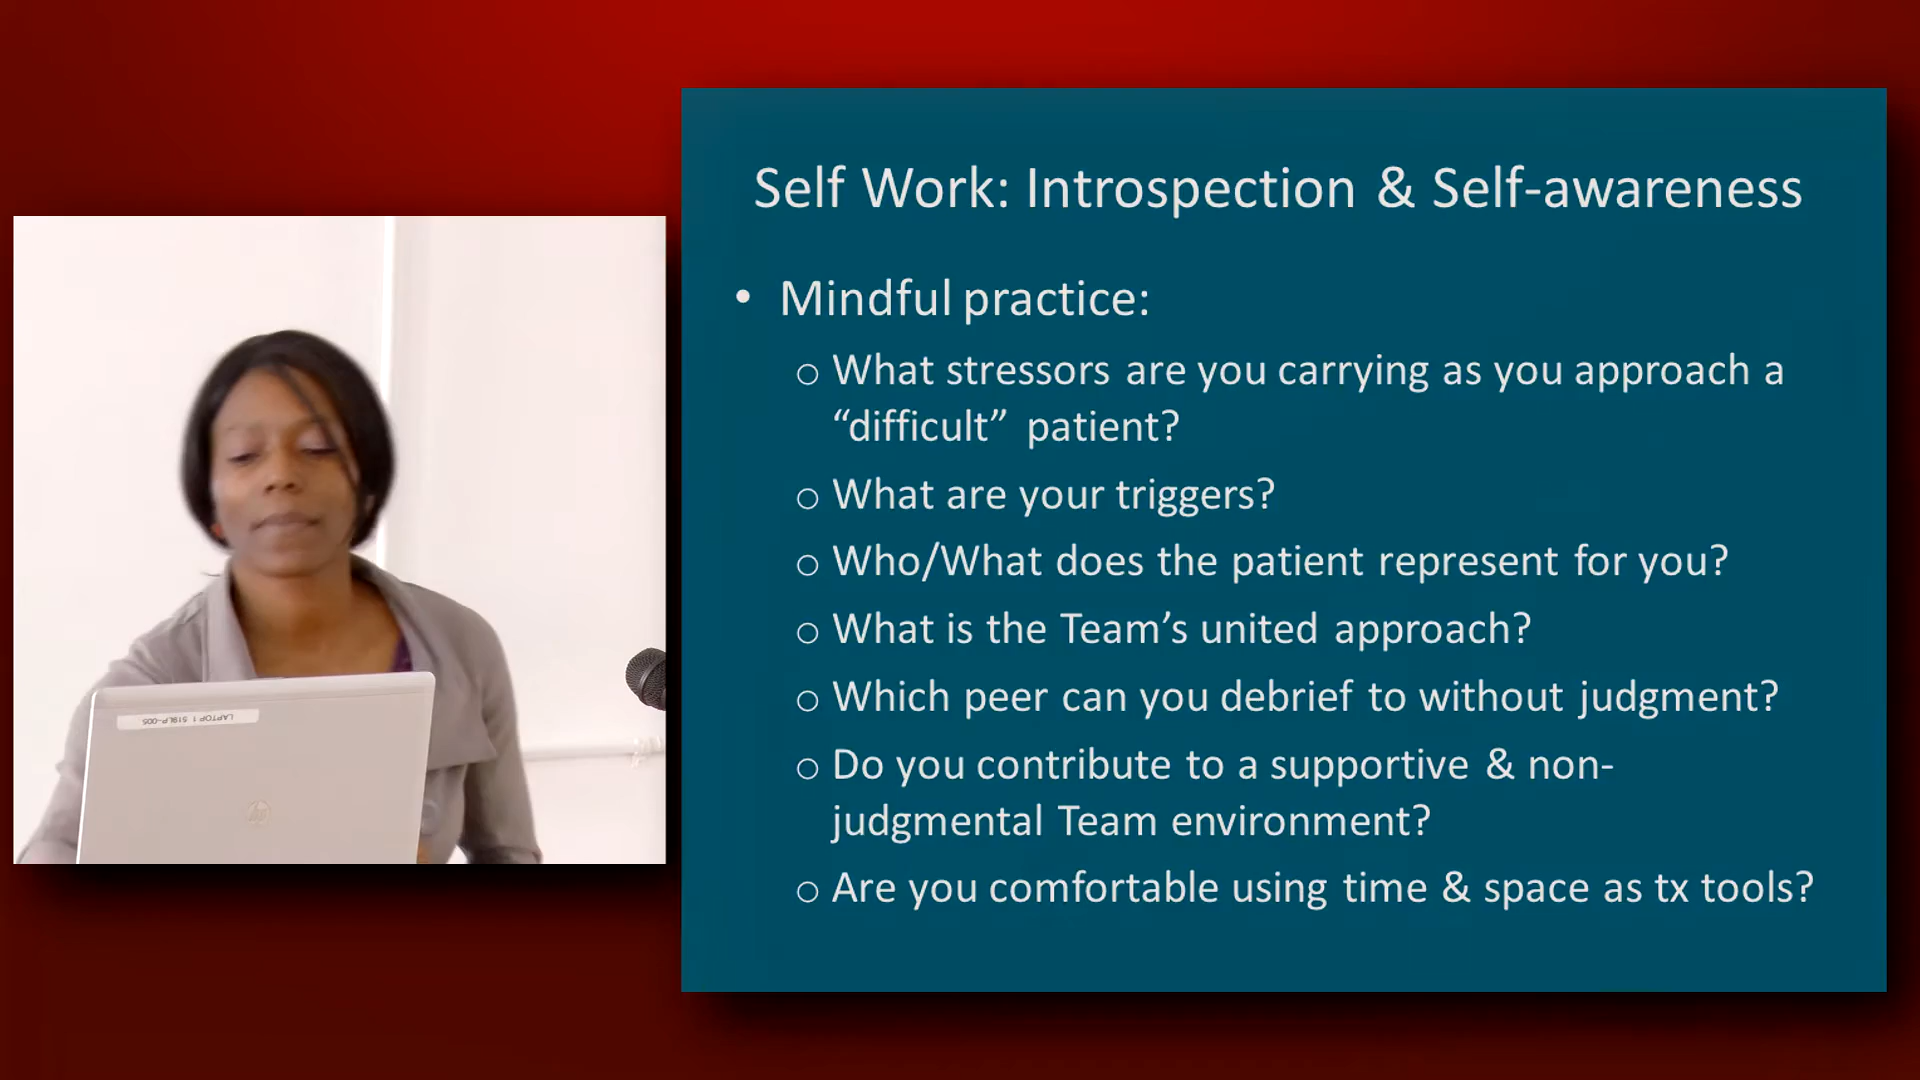 Self Work: Introspection & Self-awareness
• Mindful practice:
o What stressors are you carrying as you approach a
“difficult” patient?
o What are your triggers?
o Who/What does the patient represent for you?
o What is the Team’s united approach?
o Which peer can you debrief to without judgment?
o Do you contribute to a supportive & non-
judgmental Team environment?
o Are you comfortable using time & space as tx tools?
LAPTOP 1 519LP-005
hp